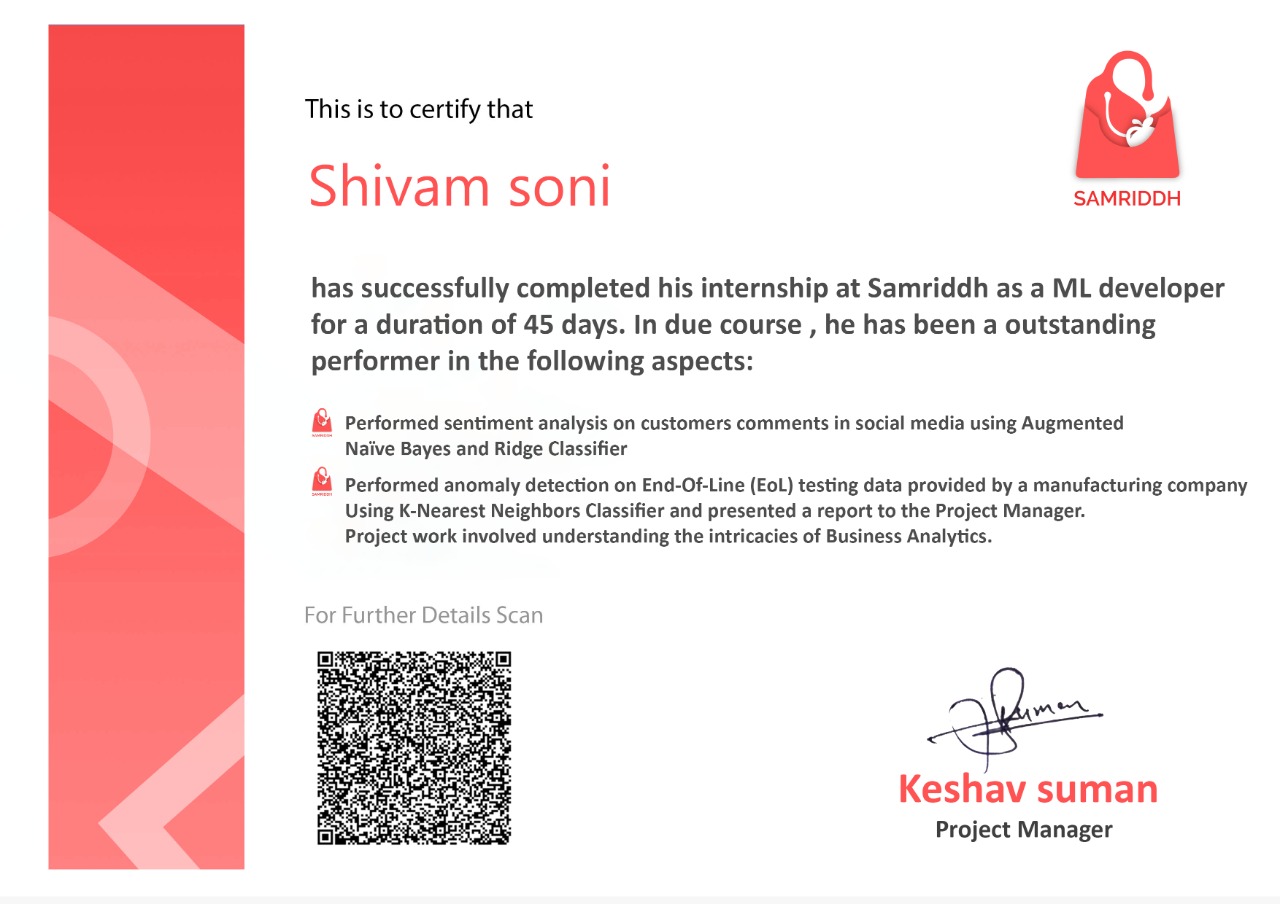 This is to certify that
Shivam soni
SAMRIDDH
has successfully completed his internship at Samriddh as a ML developer
for a duration of 45 days. In due course , he has been a outstanding
performer in the following aspects:
Performed sentiment analysis on customers comments in social media using Augmented
Naïve Bayes and Ridge Classifier
Performed anomaly detection on End-Of-Line (EoL) testing data provided by a manufacturing company
Using K-Nearest Neighbors Classifier and presented a report to the Project Manager.
Project work involved understanding the intricacies of Business Analytics.
For Further Details Scan
Keshav suman
Project Manager